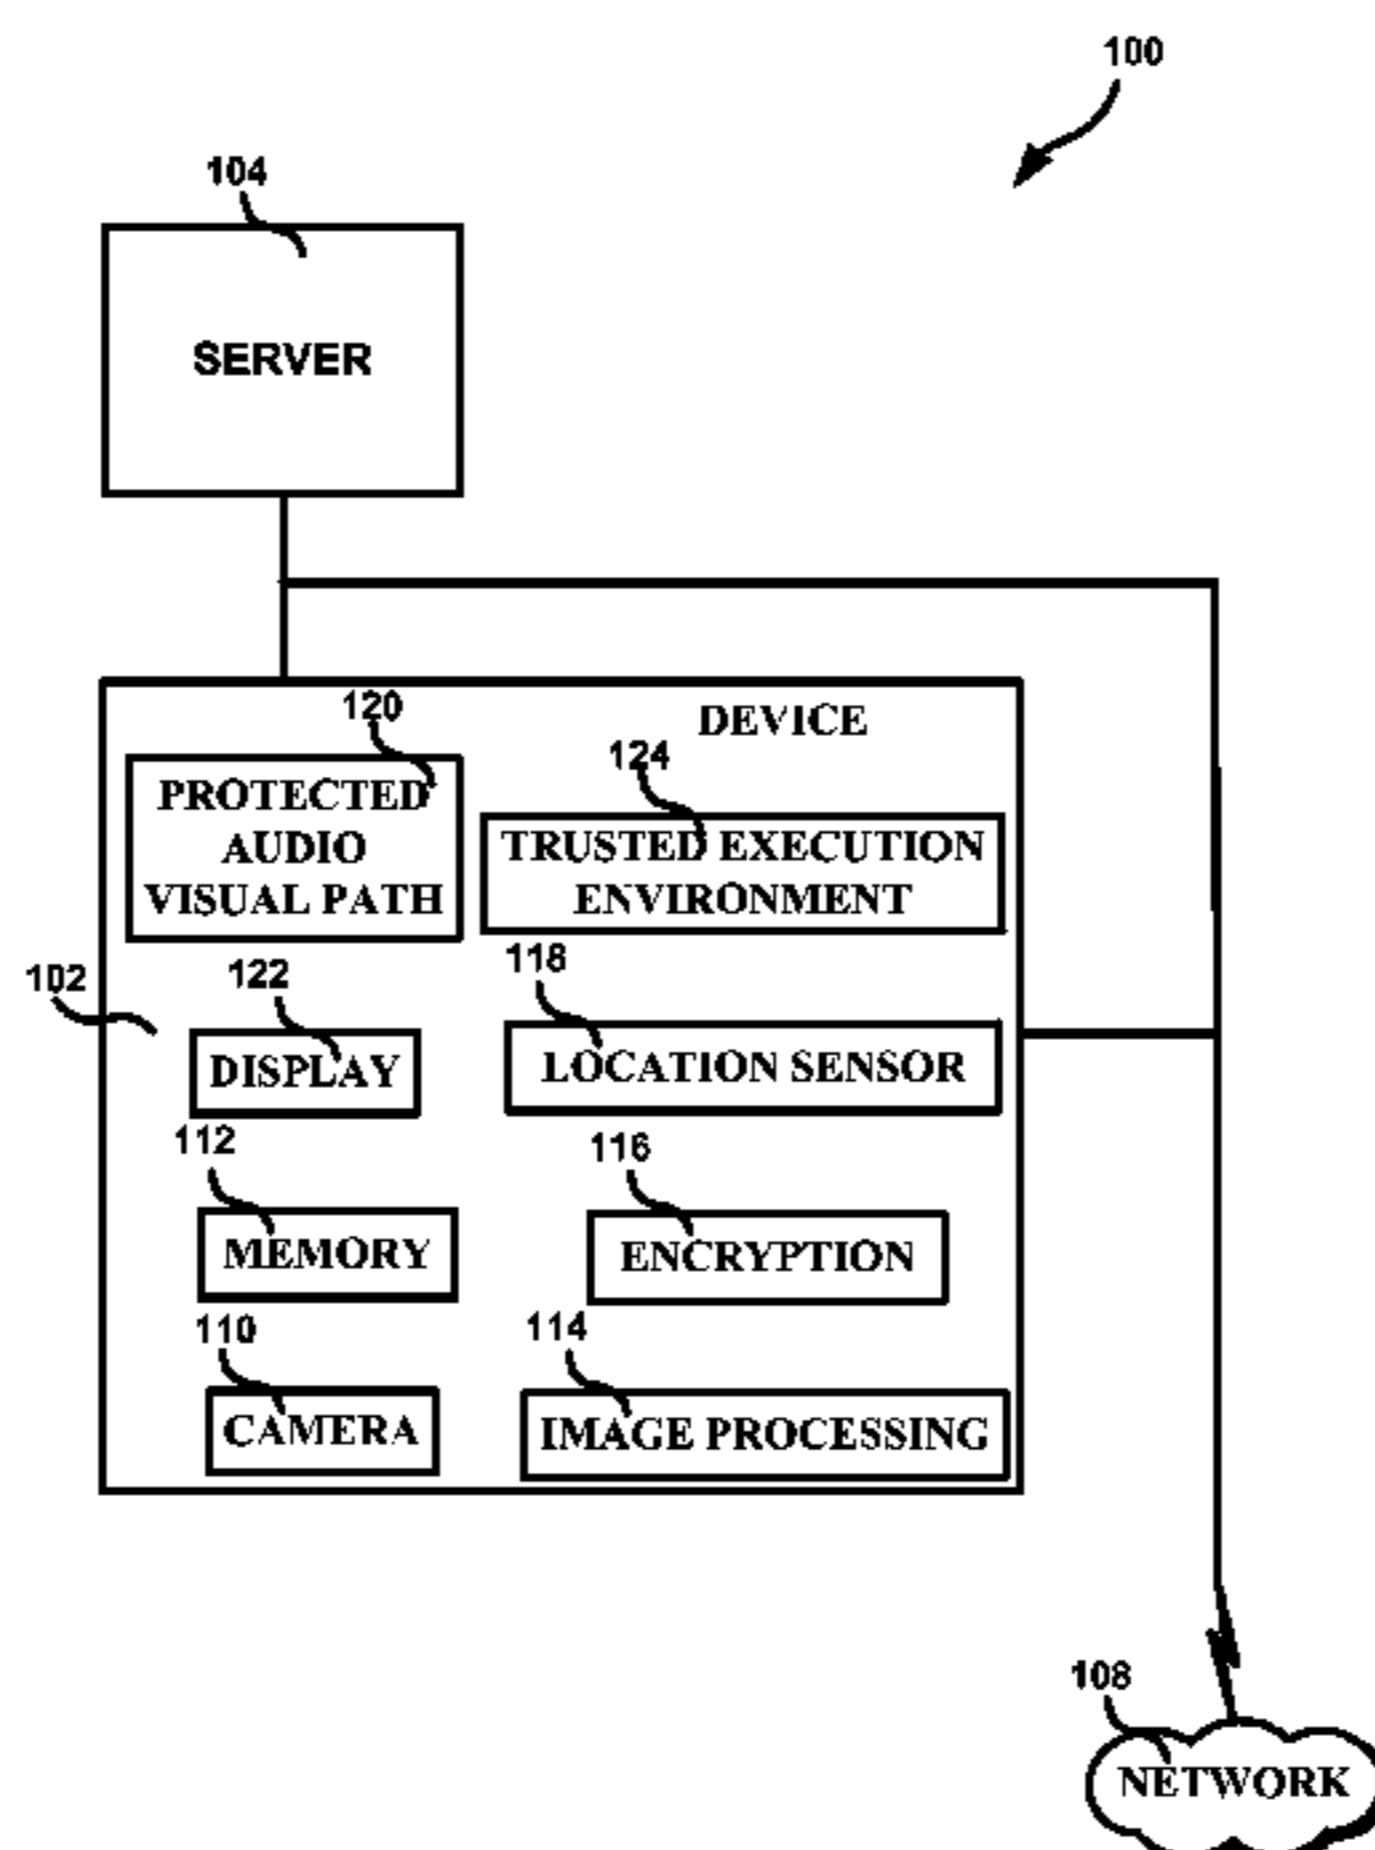 100
104
SERVER
120
DEVICE
124
PROTECTED
AUDIO
VISUAL PATH
TRUSTED EXECUTION
ENVIRONMENT
102
122
118
DISPLAY
LOCATION SENSOR
112
116
MEMORY
ENCRYPTION
110
114
CAMERA
IMAGE PROCESSING
108
NETWORK